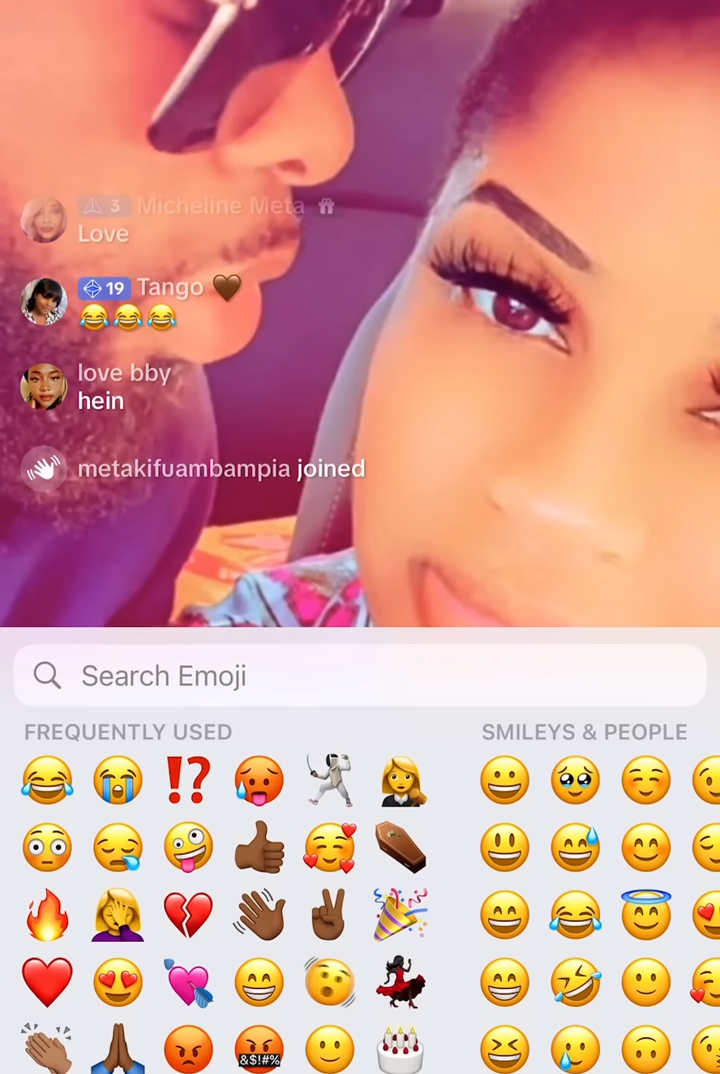 3 Micheline Meta
Love
19 Tango 🤎
😂😂😂
love bby
hein
metakifuambampia joined
Search Emoji
FREQUENTLY USED
SMILEYS & PEOPLE
&$!#%